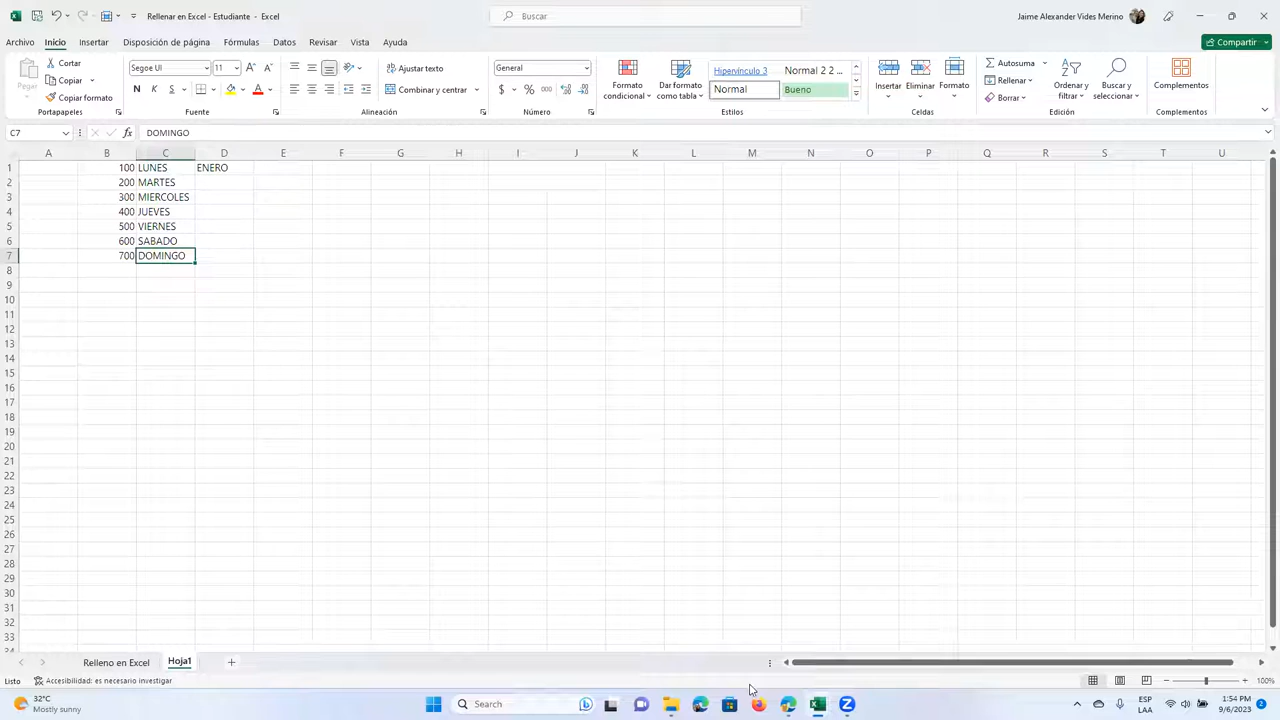 Rellenar en Excel - Estudiante - Excel
Buscar
Jaime Alexander Vides Merino
Archivo Inicio Insertar Disposición de página Fórmulas Datos Revisar Vista Ayuda
Compartir
Pegar
Cortar
Copiar
Copiar formato
Portapapeles
Segoe UI 11
N K S
Fuente
Ajustar texto
Combinar y centrar
Alineación
General
$ % 000
Número
Formato condicional
Dar formato como tabla
Hipervínculo 3 Normal 2 2 ...
Normal Bueno
Estilos
Insertar Eliminar Formato
Celdas
Autosuma
Rellenar
Borrar
Ordenar y filtrar
Buscar y seleccionar
Edición
Complementos
Complementos
C7 fx DOMINGO
A B C D E F G H I J K L M N O P Q R S T U
1 100 LUNES ENERO
2 200 MARTES
3 300 MIERCOLES
4 400 JUEVES
5 500 VIERNES
6 600 SABADO
7 700 DOMINGO
8
9
10
11
12
13
14
15
16
17
18
19
20
21
22
23
24
25
26
27
28
29
30
31
32
33
34
Relleno en Excel Hoja1
Listo Accesibilidad: es necesario investigar 100%
32°C
Mostly sunny
Search
ESP
LAA
1:54 PM
9/6/2023
2